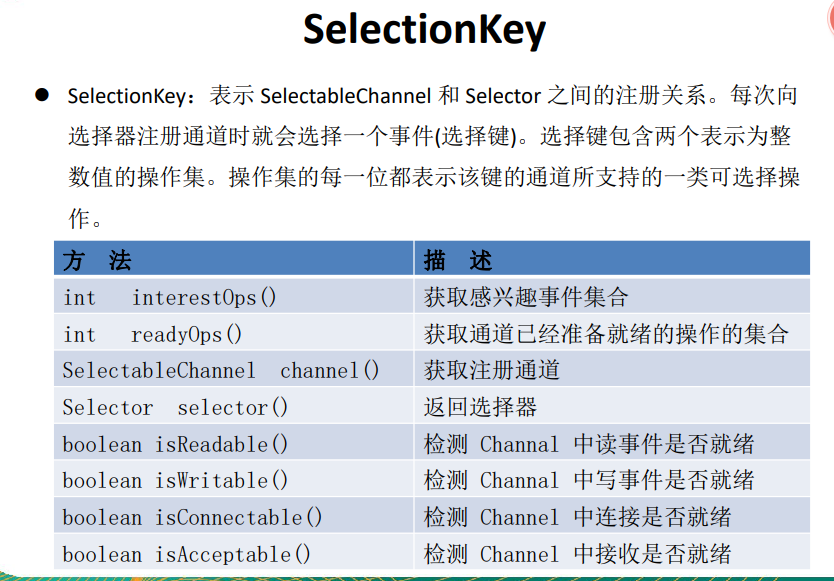 SelectionKey
● SelectionKey：表示 SelectableChannel 和 Selector 之间的注册关系。每次向
选择器注册通道时就会选择一个事件(选择键)。选择键包含两个表示为整
数值的操作集。操作集的每一位都表示该键的通道所支持的一类可选择操
作。
方 法 描 述
int interestOps() 获取感兴趣事件集合
int readyOps() 获取通道已经准备就绪的操作的集合
SelectableChannel channel() 获取注册通道
Selector selector() 返回选择器
boolean isReadable() 检测 Channal 中读事件是否就绪
boolean isWritable() 检测 Channal 中写事件是否就绪
boolean isConnectable() 检测 Channel 中连接是否就绪
boolean isAcceptable() 检测 Channel 中接收是否就绪